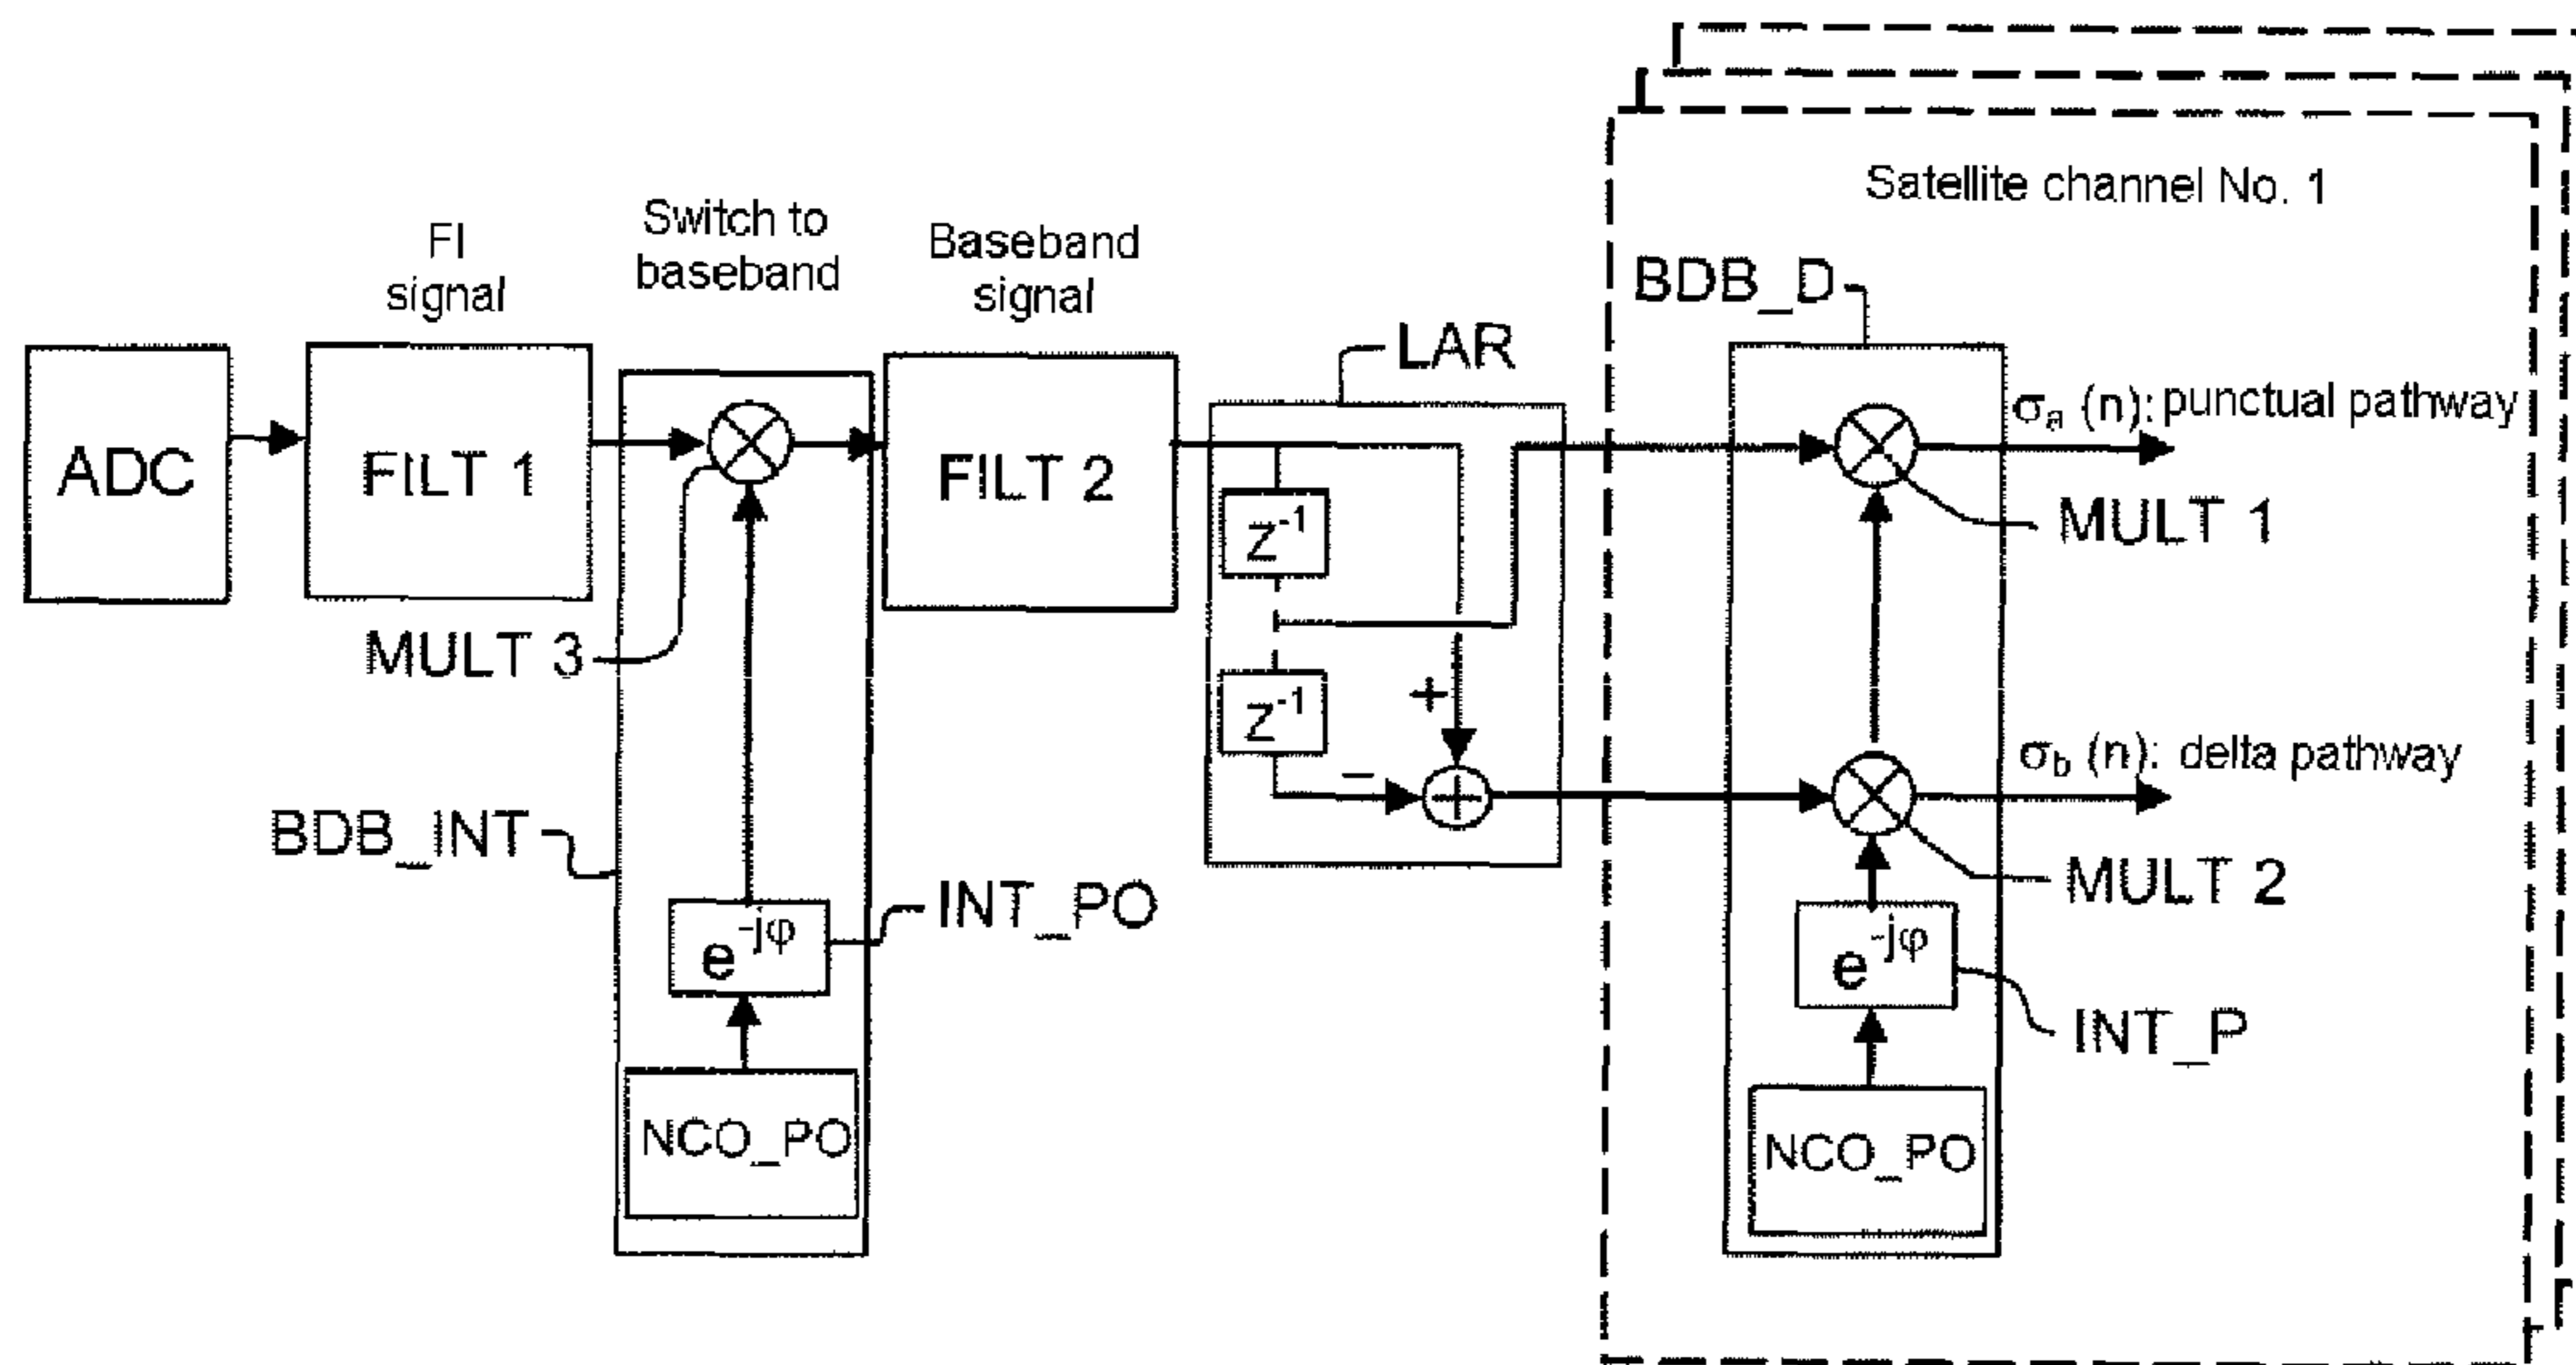 Satellite channel No. 1
FI
signal
Switch to
baseband
Baseband
signal
BDB_D
LAR
ADC
FILT 1
FILT 2
Z-1
σa (n): punctual pathway
MULT 1
MULT 3
Z-1
+
−
σb (n): delta pathway
MULT 2
BDB_INT
e-jφ
INT_PO
e-jφ
INT_P
NCO_PO
NCO_PO